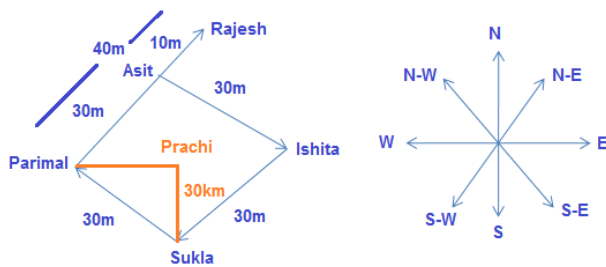 Rajesh
10m
40m
Asit
30m
30m
Prachi
Ishita
Parimal
30km
30m
30m
Sukla
N
N-W
N-E
W
E
S-W
S-E
S